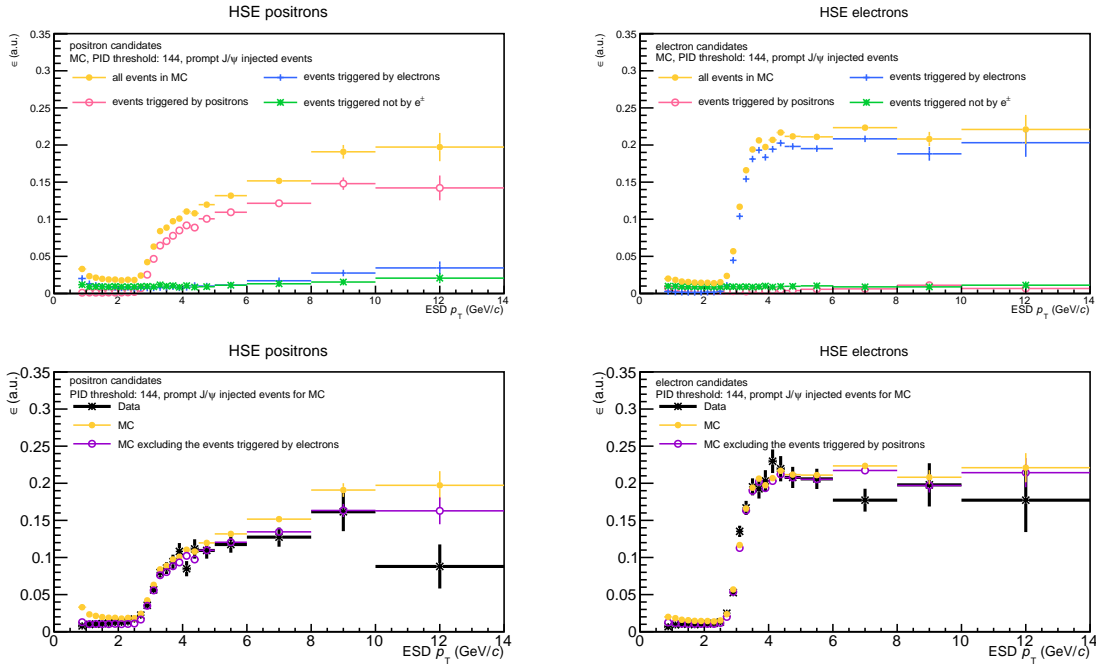 HSE positrons
∈ (a.u.)
positron candidates
MC, PID threshold: 144, prompt J/ψ injected events
all events in MC
events triggered by electrons
events triggered by positrons
events triggered not by e±
0.35
0.3
0.25
0.2
0.15
0.1
0.05
0
0 2 4 6 8 10 12 14
ESD pT (GeV/c)
HSE electrons
∈ (a.u.)
electron candidates
MC, PID threshold: 144, prompt J/ψ injected events
all events in MC
events triggered by electrons
events triggered by positrons
events triggered not by e±
0.35
0.3
0.25
0.2
0.15
0.1
0.05
0
0 2 4 6 8 10 12 14
ESD pT (GeV/c)
HSE positrons
∈ (a.u.)
positron candidates
PID threshold: 144, prompt J/ψ injected events for MC
Data
MC
MC excluding the events triggered by electrons
0.35
0.3
0.25
0.2
0.15
0.1
0.05
0
0 2 4 6 8 10 12 14
ESD pT (GeV/c)
HSE electrons
∈ (a.u.)
electron candidates
PID threshold: 144, prompt J/ψ injected events for MC
Data
MC
MC excluding the events triggered by positrons
0.35
0.3
0.25
0.2
0.15
0.1
0.05
0
0 2 4 6 8 10 12 14
ESD pT (GeV/c)